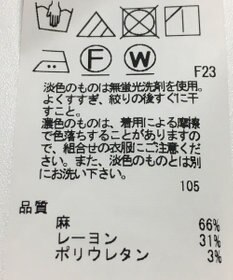 F
W
F23
淡色のものは無蛍光洗剤を使用。
よくすすぎ、絞りの後すぐに干
すこと。
濃色のものは、着用による摩擦
で色落ちすることがありますの
で、組合せの衣服にご注意くださ
い。また、淡色のものとは別
にお洗い下さい。
105
品質
麻 66%
レーヨン 31%
ポリウレタン 3%